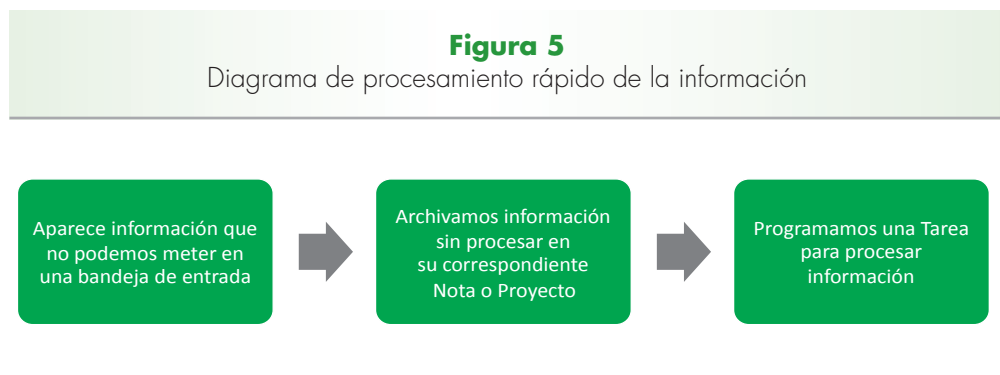 Figura 5
Diagrama de procesamiento rápido de la información
Aparece información que
no podemos meter en
una bandeja de entrada
Archivamos información
sin procesar en
su correspondiente
Nota o Proyecto
Programamos una Tarea
para procesar
información